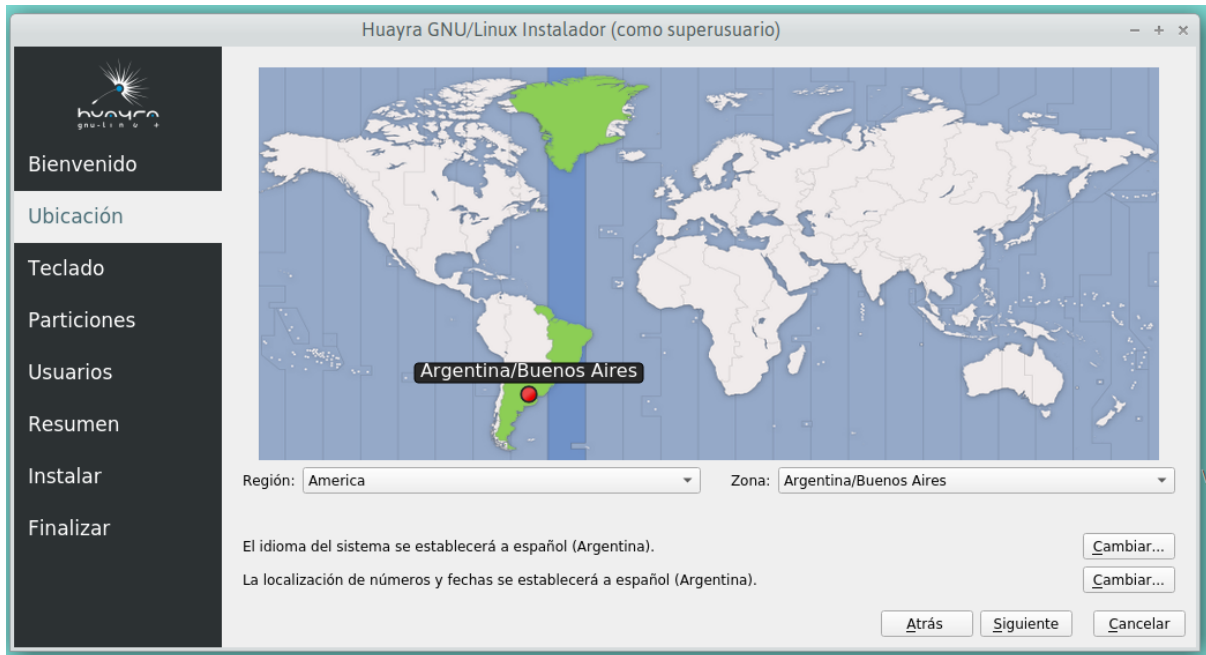 Huayra GNU/Linux Instalador (como superusuario)
huayra
gnu-linux
Bienvenido
Ubicación
Teclado
Particiones
Usuarios
Resumen
Instalar
Finalizar
Argentina/Buenos Aires
Región: America Zona: Argentina/Buenos Aires
El idioma del sistema se establecerá a español (Argentina). Cambiar...
La localización de números y fechas se establecerá a español (Argentina). Cambiar...
Atrás Siguiente Cancelar